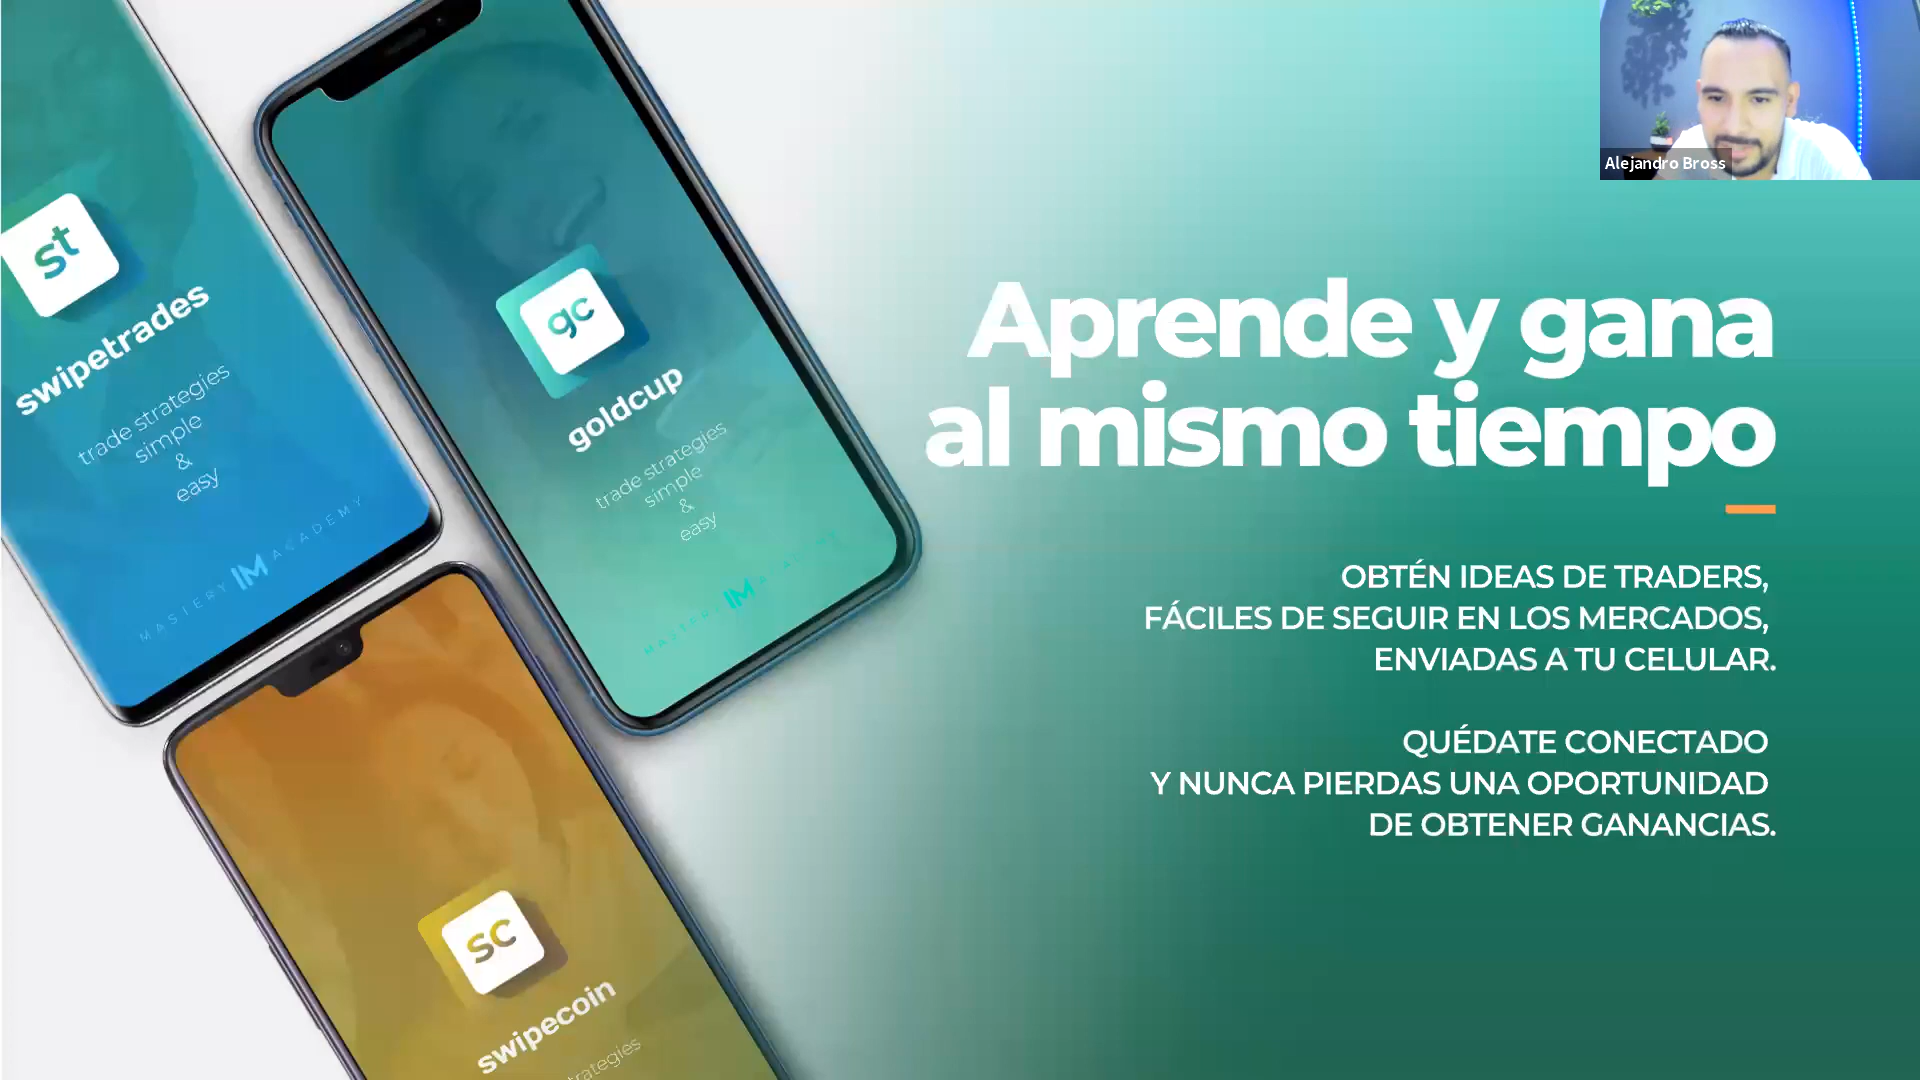 Alejandro Bross
st
swipetrades
trade strategies
simple
&
easy
MASTERY IM ACADEMY
gc
goldcup
trade strategies
simple
&
easy
IM
sc
swipecoin
Aprende y gana
al mismo tiempo
OBTÉN IDEAS DE TRADERS,
FÁCILES DE SEGUIR EN LOS MERCADOS,
ENVIADAS A TU CELULAR.
QUÉDATE CONECTADO
Y NUNCA PIERDAS UNA OPORTUNIDAD
DE OBTENER GANANCIAS.